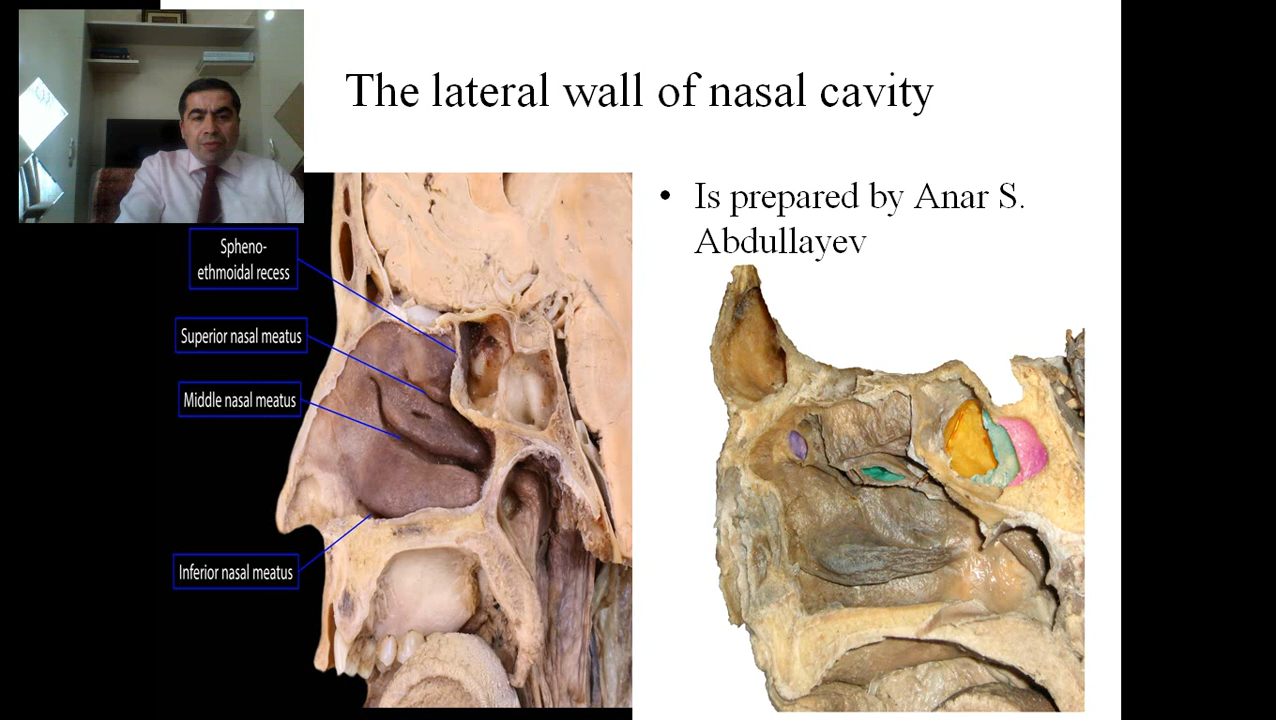 The lateral wall of nasal cavity
• Is prepared by Anar S.
Abdullayev
Spheno-
ethmoidal recess
Superior nasal meatus
Middle nasal meatus
Inferior nasal meatus